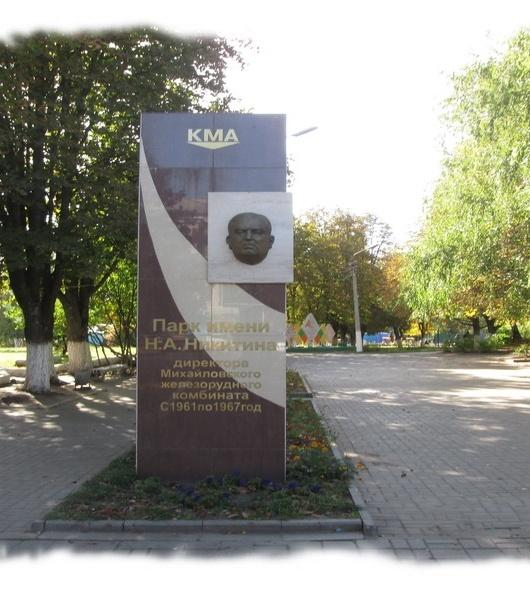 КМА
Парк имени
Н.А.Никитина
директора
Михайловского
железорудного
комбината
С1961по1967год